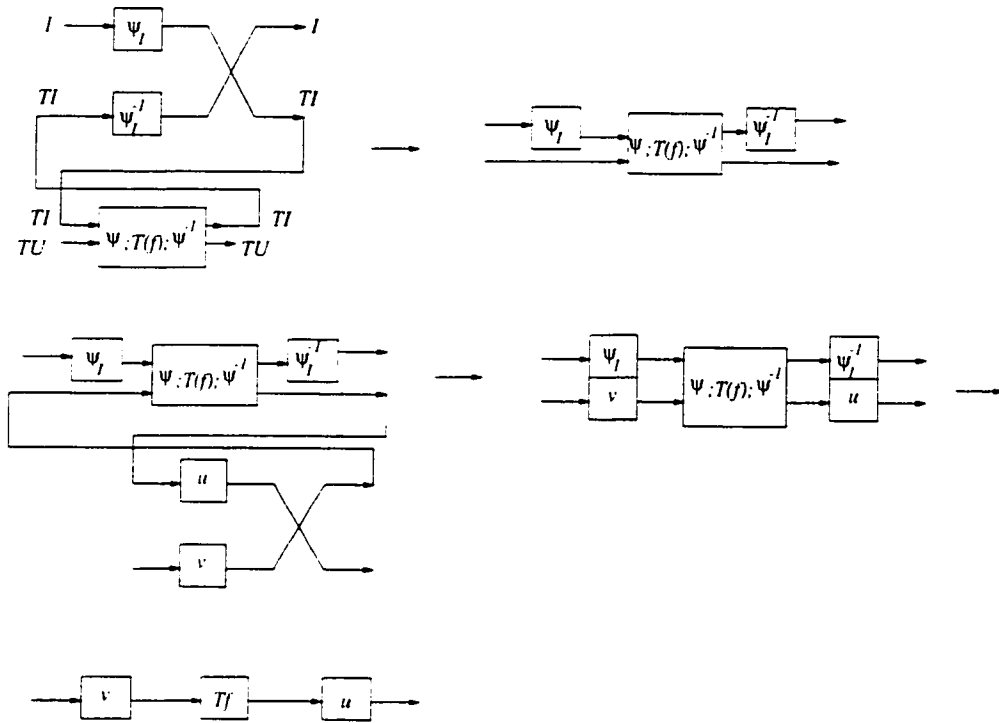 I ψ_I I
TI ψ_I^{-1} TI
ψ_I ψ ; T(f) ; ψ^{-1} ψ_I^{-1}
TI ψ ; T(f) ; ψ^{-1} TI
TU TU
ψ_I ψ ; T(f) ; ψ^{-1} ψ_I^{-1}
u
v
ψ_I ψ ; T(f) ; ψ^{-1} ψ_I^{-1}
v u
v Tf u